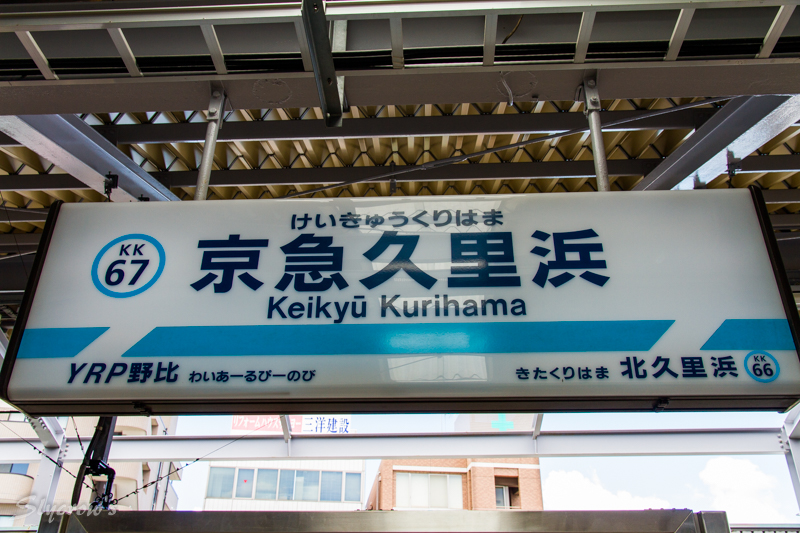 けいきゅうくりはま
KK
67
京急久里浜
Keikyū Kurihama
YRP野比 わいあーるぴーのび
きたくりはま 北久里浜
KK
66
三洋建設